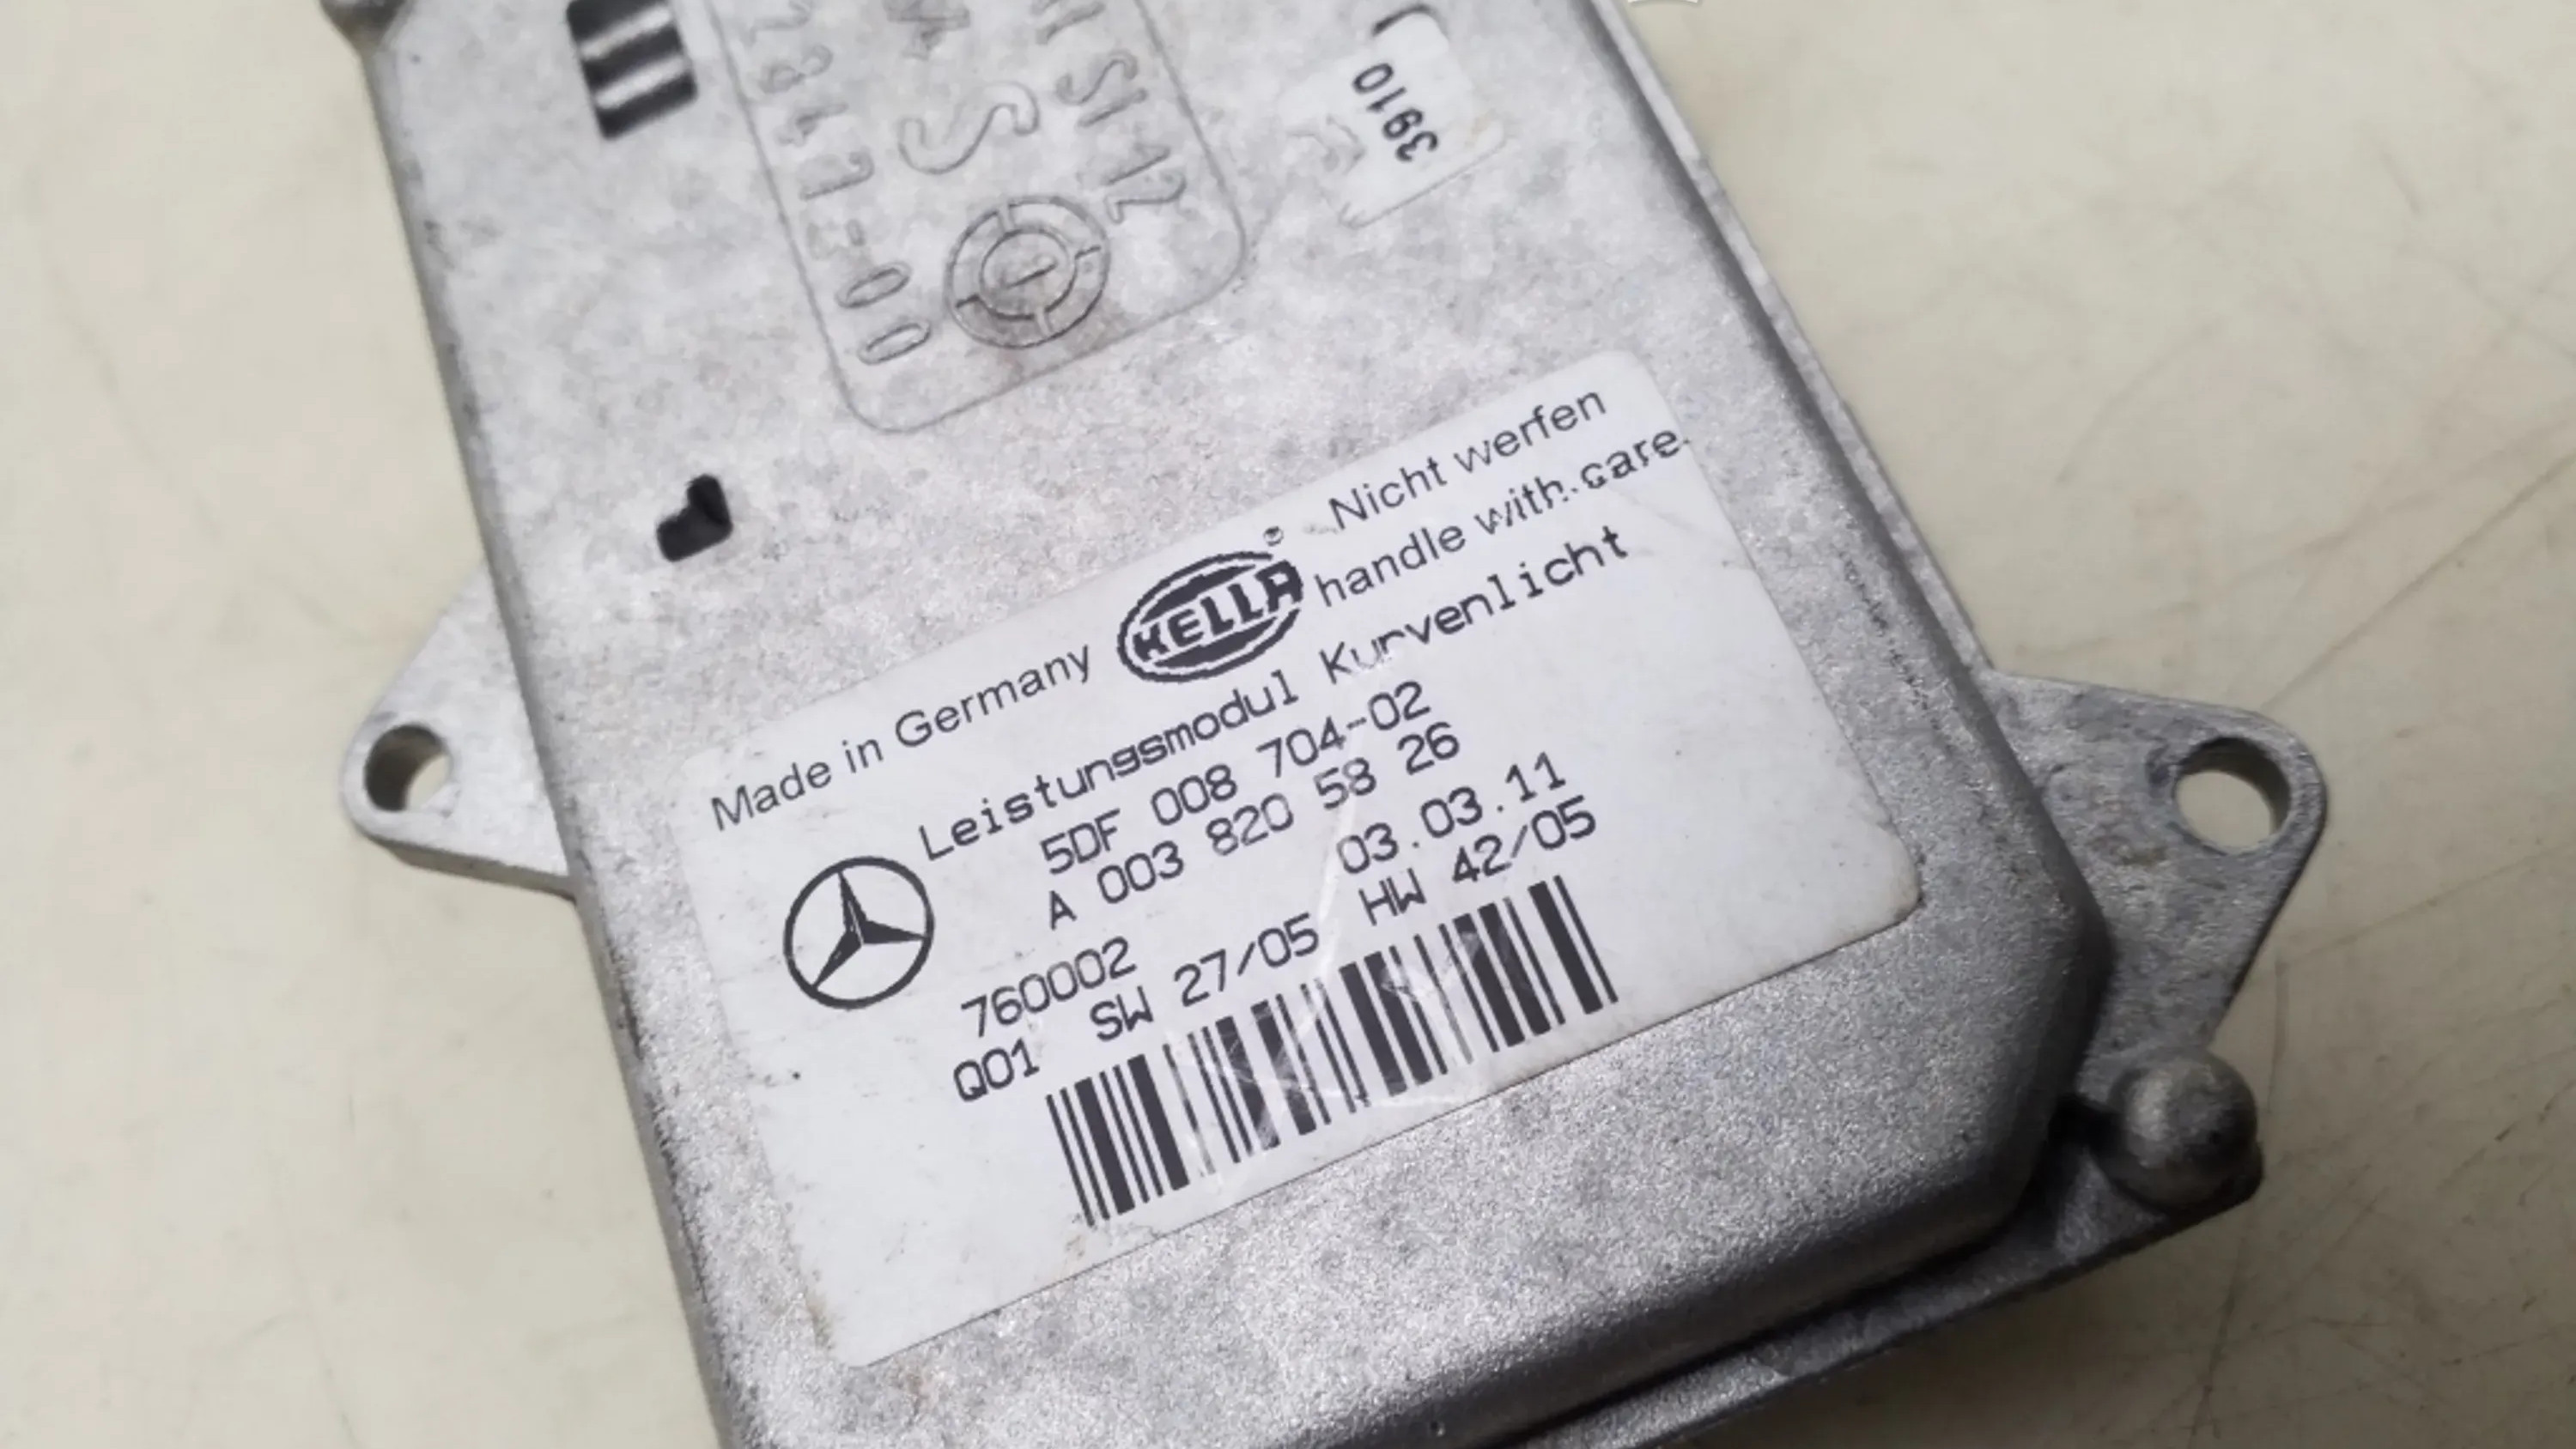 3910
Nicht werfen
handle with care
Made in Germany
HELLA
Leistungsmodul Kurvenlicht
5DF 008 704-02
A 003 820 58 26
03.03.11
760002
Q01 SW 27/05 HW 42/05